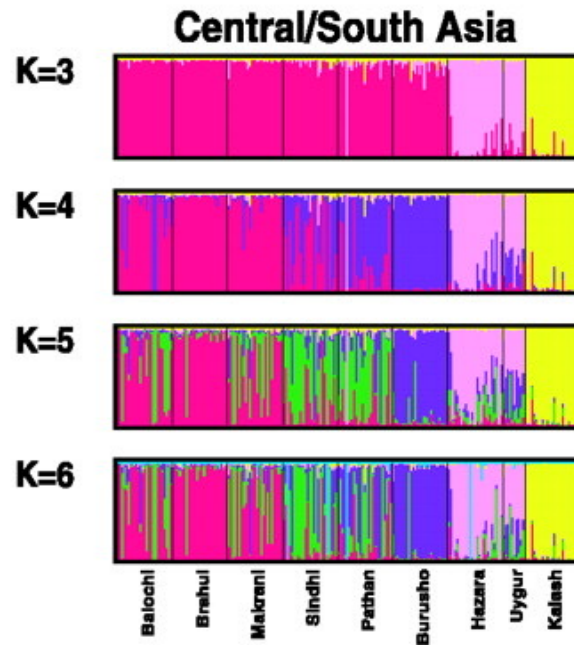 Central/South Asia
K=3
K=4
K=5
K=6
Balochi
Brahui
Makrani
Sindhi
Pathan
Burusho
Hazara
Uygur
Kalash